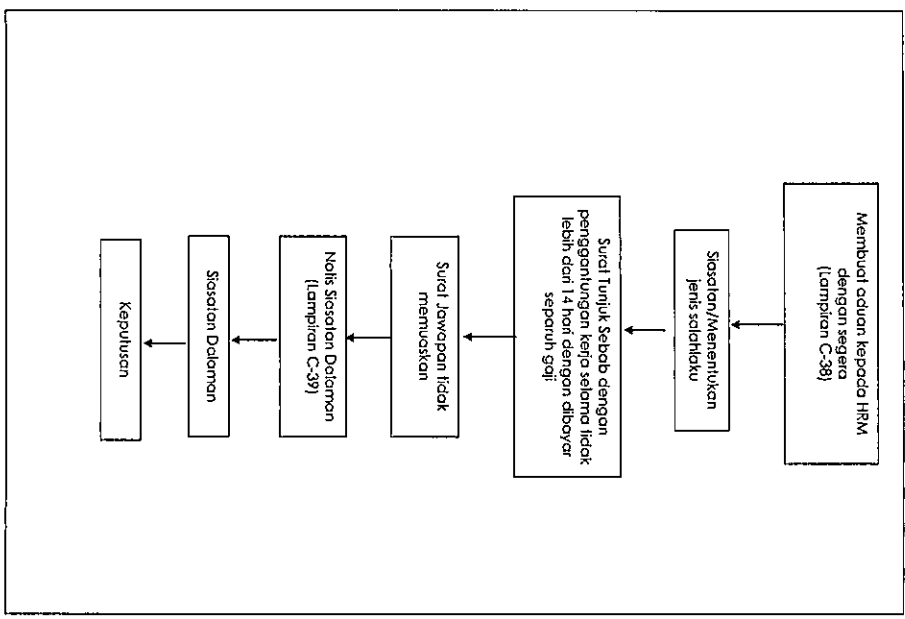 Membuat aduan kepada HRM
dengan segera
(Lampiran C-38)
Siasatan/Menentukan
jenis salahlaku
Surat Tunjuk Sebab dengan
penggantungan kerja selama tidak
lebih dari 14 hari dengan dibayar
separuh gaji
Surat Jawapan tidak
memuaskan
Notis Siasatan Dalaman
(Lampiran C-39)
Siasatan Dalaman
Keputusan